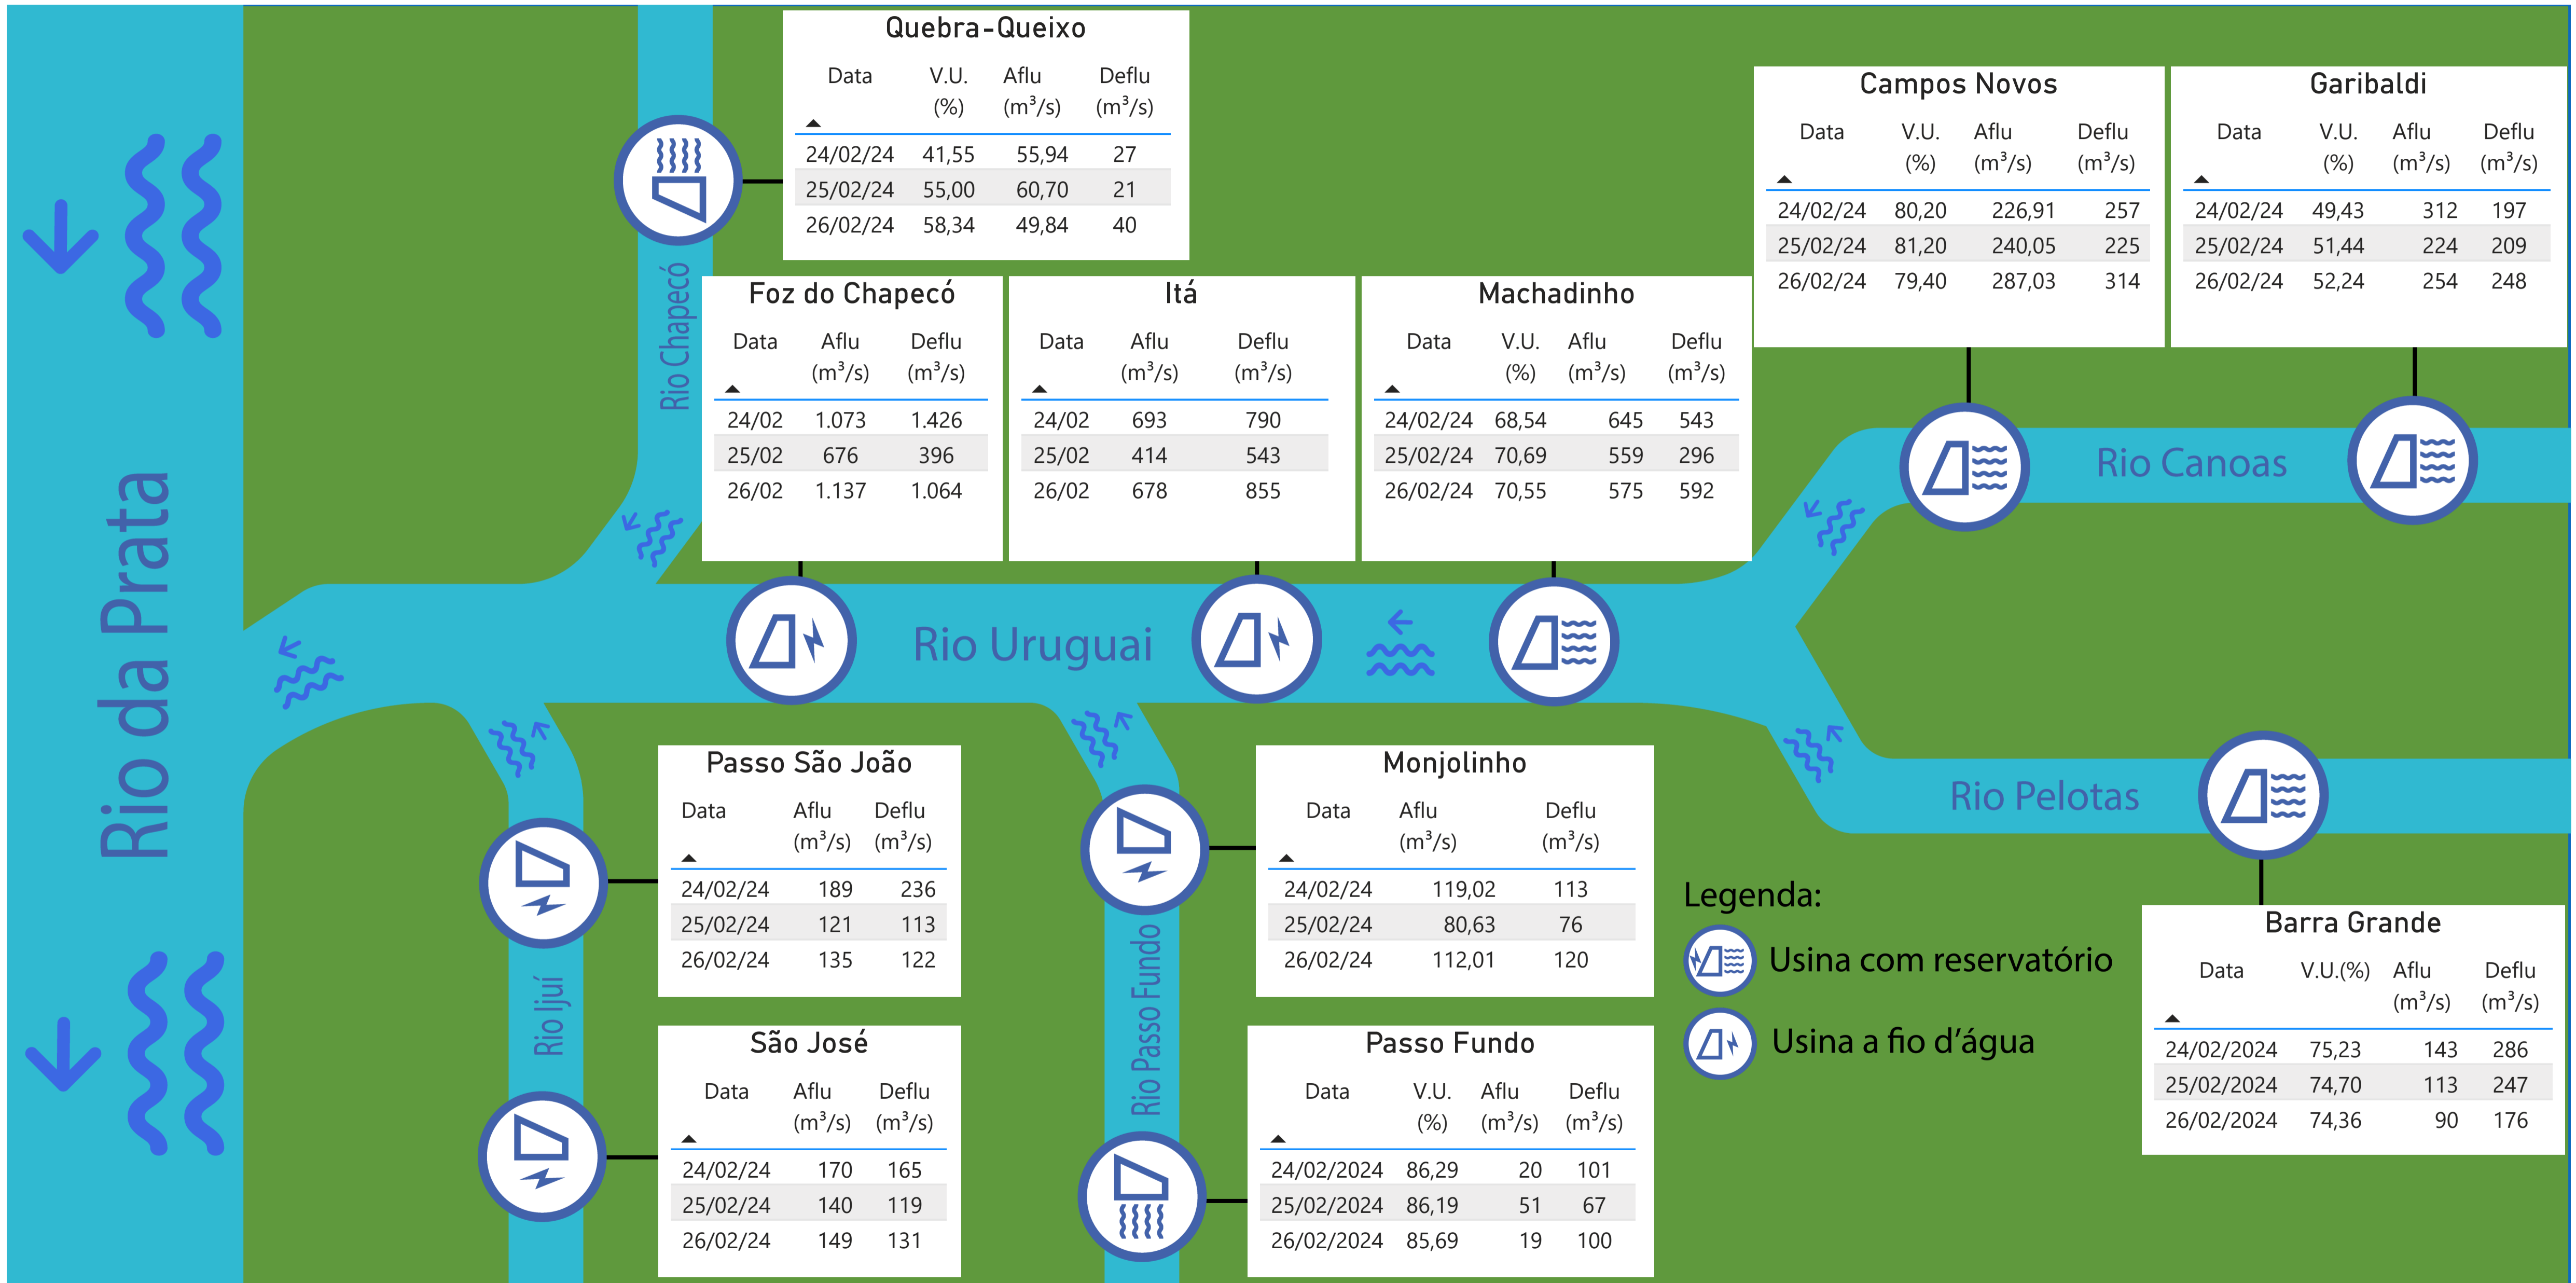 Quebra-Queixo
Data V.U. Aflu Deflu
(%) (m³/s) (m³/s)
24/02/24 41,55 55,94 27
25/02/24 55,00 60,70 21
26/02/24 58,34 49,84 40
Campos Novos
Data V.U. Aflu Deflu
(%) (m³/s) (m³/s)
24/02/24 80,20 226,91 257
25/02/24 81,20 240,05 225
26/02/24 79,40 287,03 314
Garibaldi
Data V.U. Aflu Deflu
(%) (m³/s) (m³/s)
24/02/24 49,43 312 197
25/02/24 51,44 224 209
26/02/24 52,24 254 248
Rio Chapecó
Foz do Chapecó
Data Aflu Deflu
(m³/s) (m³/s)
24/02 1.073 1.426
25/02 676 396
26/02 1.137 1.064
Itá
Data Aflu Deflu
(m³/s) (m³/s)
24/02 693 790
25/02 414 543
26/02 678 855
Machadinho
Data V.U. Aflu Deflu
(%) (m³/s) (m³/s)
24/02/24 68,54 645 543
25/02/24 70,69 559 296
26/02/24 70,55 575 592
Rio Canoas
Rio da Prata
Rio Uruguai
Rio Pelotas
Passo São João
Data Aflu Deflu
(m³/s) (m³/s)
24/02/24 189 236
25/02/24 121 113
26/02/24 135 122
Monjolinho
Data Aflu Deflu
(m³/s) (m³/s)
24/02/24 119,02 113
25/02/24 80,63 76
26/02/24 112,01 120
Legenda:
Usina com reservatório
Usina a fio d’água
Barra Grande
Data V.U.(%) Aflu Deflu
(m³/s) (m³/s)
24/02/2024 75,23 143 286
25/02/2024 74,70 113 247
26/02/2024 74,36 90 176
Rio Ijuí
São José
Data Aflu Deflu
(m³/s) (m³/s)
24/02/24 170 165
25/02/24 140 119
26/02/24 149 131
Rio Passo Fundo
Passo Fundo
Data V.U. Aflu Deflu
(%) (m³/s) (m³/s)
24/02/2024 86,29 20 101
25/02/2024 86,19 51 67
26/02/2024 85,69 19 100